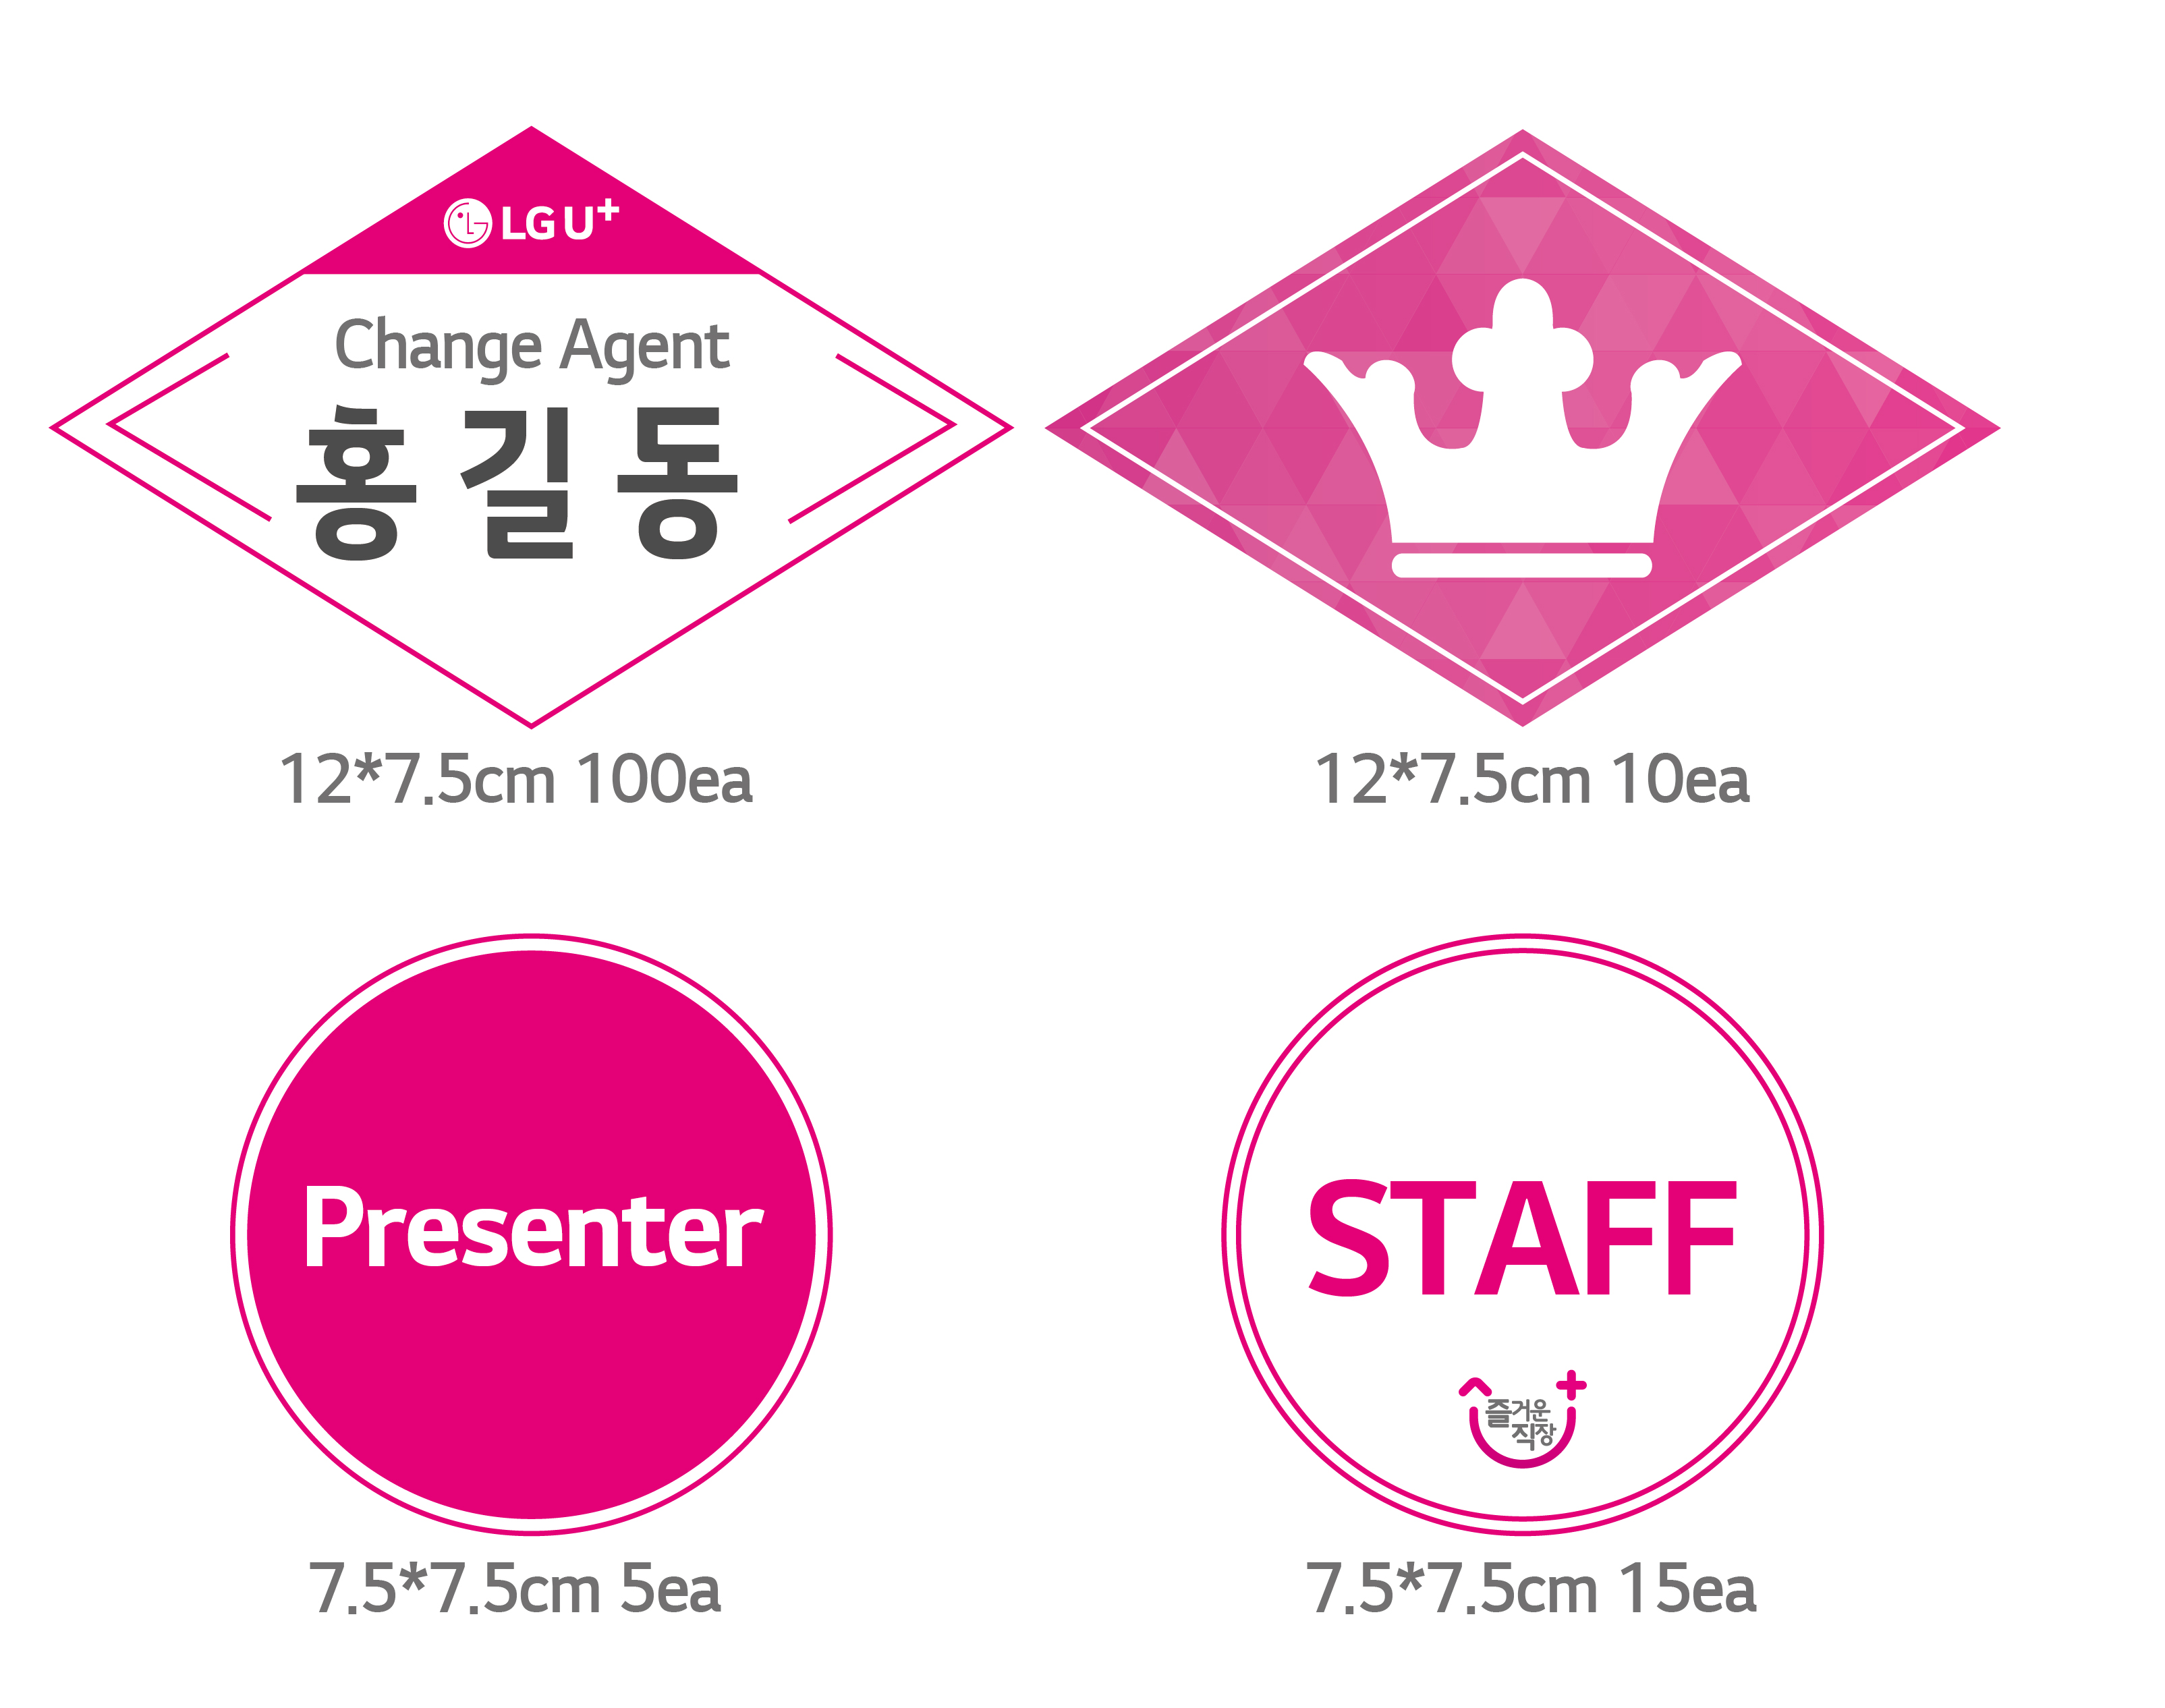 LG U+
Change Agent
홍길동
12*7.5cm 100ea
12*7.5cm 10ea
Presenter
7.5*7.5cm 5ea
STAFF
즐거운
직장
7.5*7.5cm 15ea